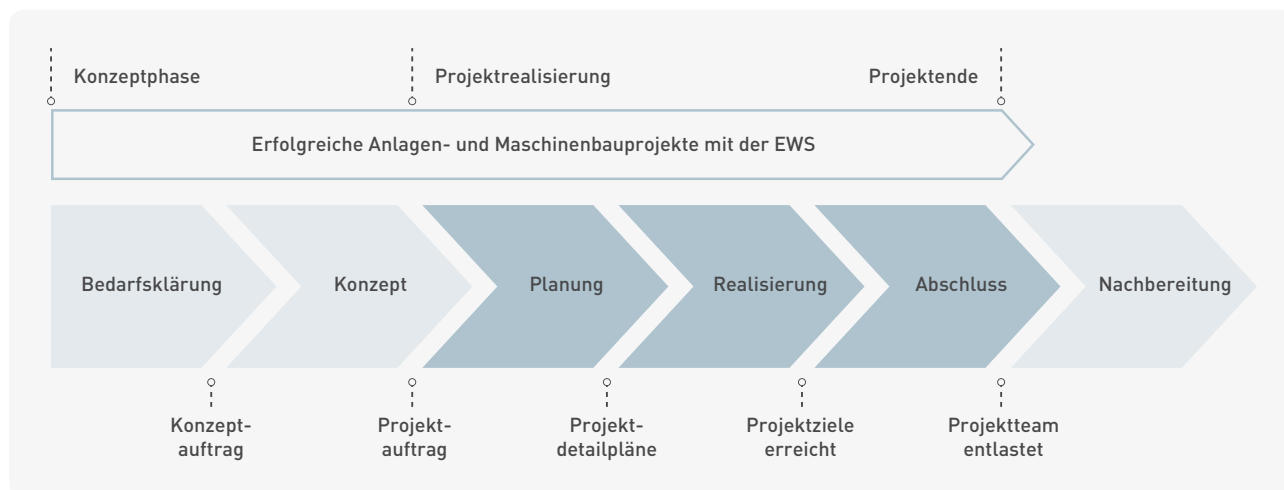 Konzeptphase
Projektrealisierung
Projektende
Erfolgreiche Anlagen- und Maschinenbauprojekte mit der EWS
Bedarfsklärung
Konzept
Planung
Realisierung
Abschluss
Nachbereitung
Konzept-
auftrag
Projekt-
auftrag
Projekt-
detailpläne
Projektziele
erreicht
Projektteam
entlastet